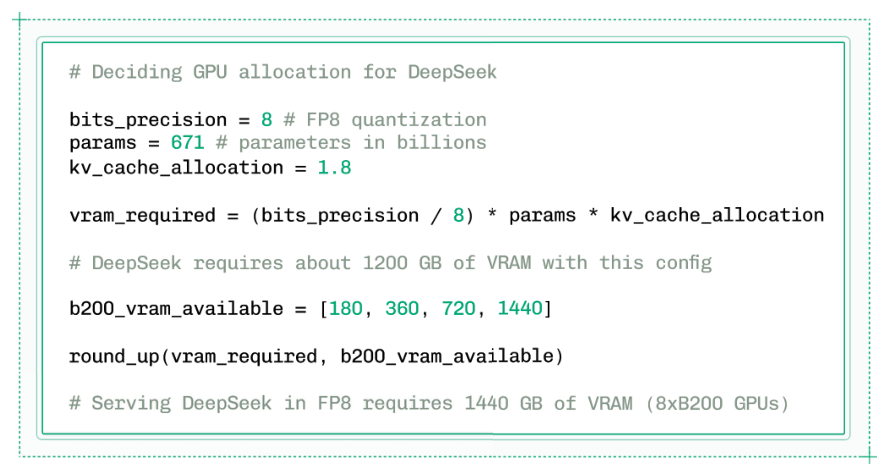 # Deciding GPU allocation for DeepSeek
bits_precision = 8 # FP8 quantization
params = 671 # parameters in billions
kv_cache_allocation = 1.8
vram_required = (bits_precision / 8) * params * kv_cache_allocation
# DeepSeek requires about 1200 GB of VRAM with this config
b200_vram_available = [180, 360, 720, 1440]
round_up(vram_required, b200_vram_available)
# Serving DeepSeek in FP8 requires 1440 GB of VRAM (8xB200 GPUs)